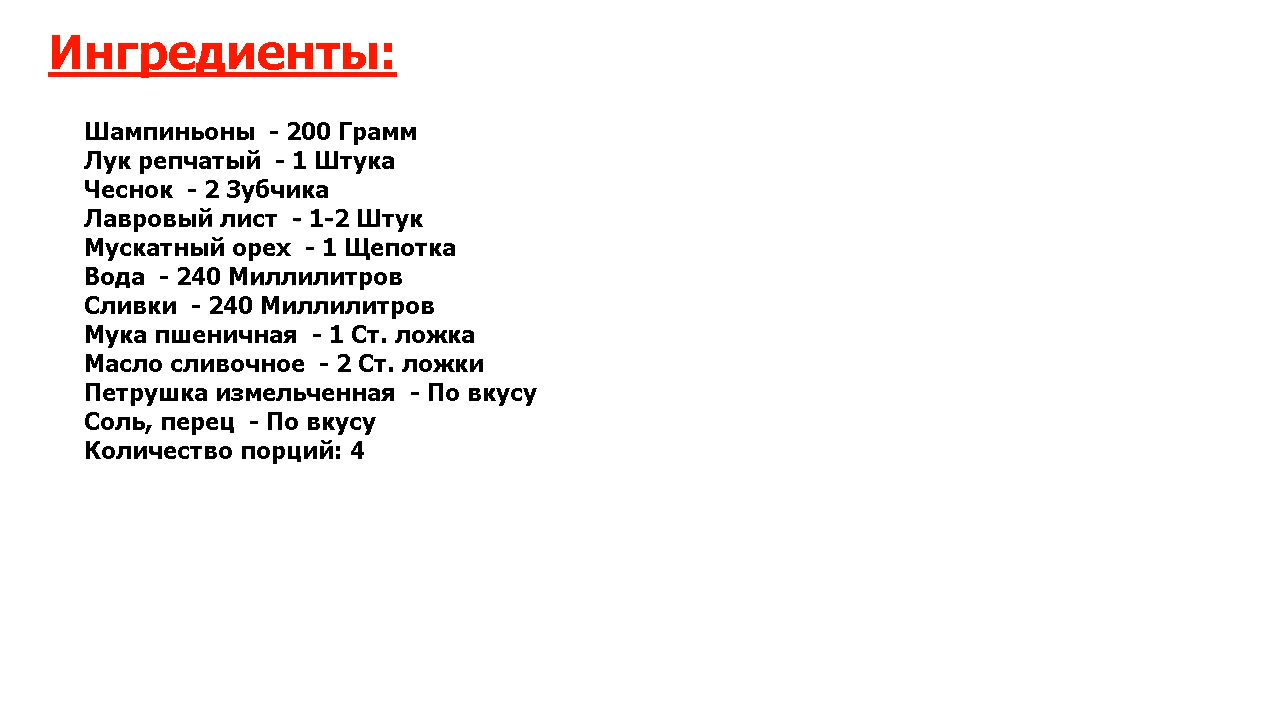 Ингредиенты:
Шампиньоны - 200 Грамм
Лук репчатый - 1 Штука
Чеснок - 2 Зубчика
Лавровый лист - 1-2 Штук
Мускатный орех - 1 Щепотка
Вода - 240 Миллилитров
Сливки - 240 Миллилитров
Мука пшеничная - 1 Ст. ложка
Масло сливочное - 2 Ст. ложки
Петрушка измельченная - По вкусу
Соль, перец - По вкусу
Количество порций: 4